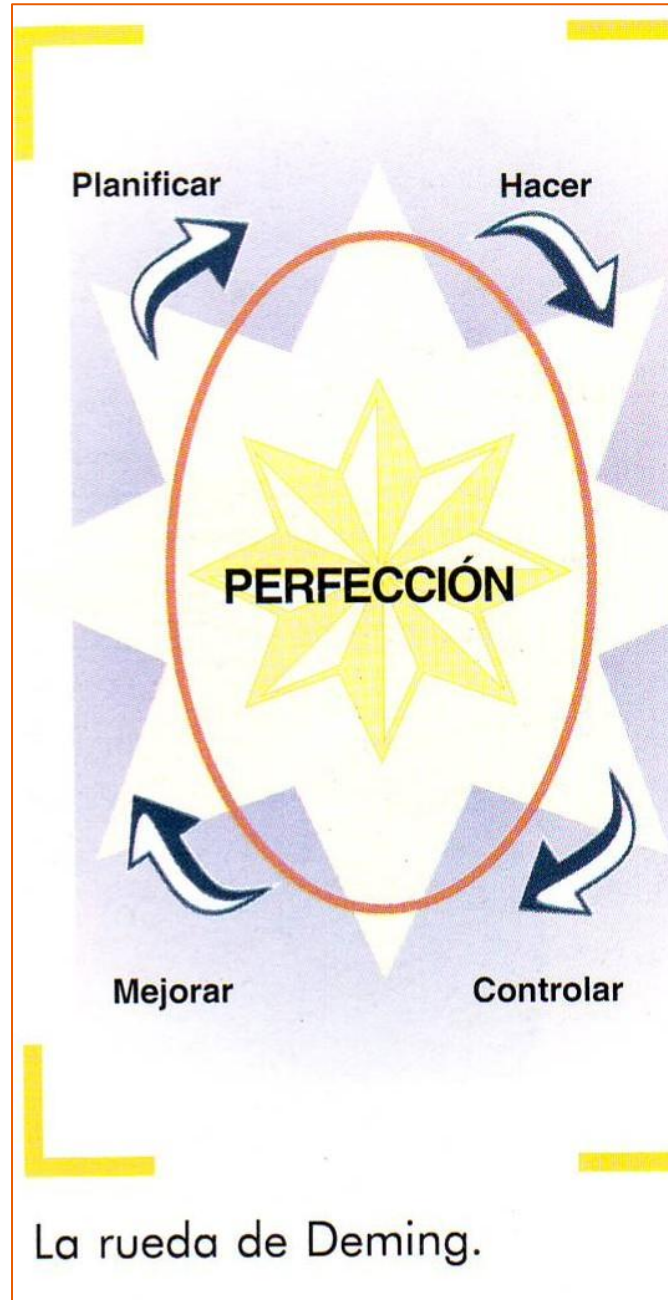 Planificar
Hacer
PERFECCIÓN
Mejorar
Controlar
La rueda de Deming.